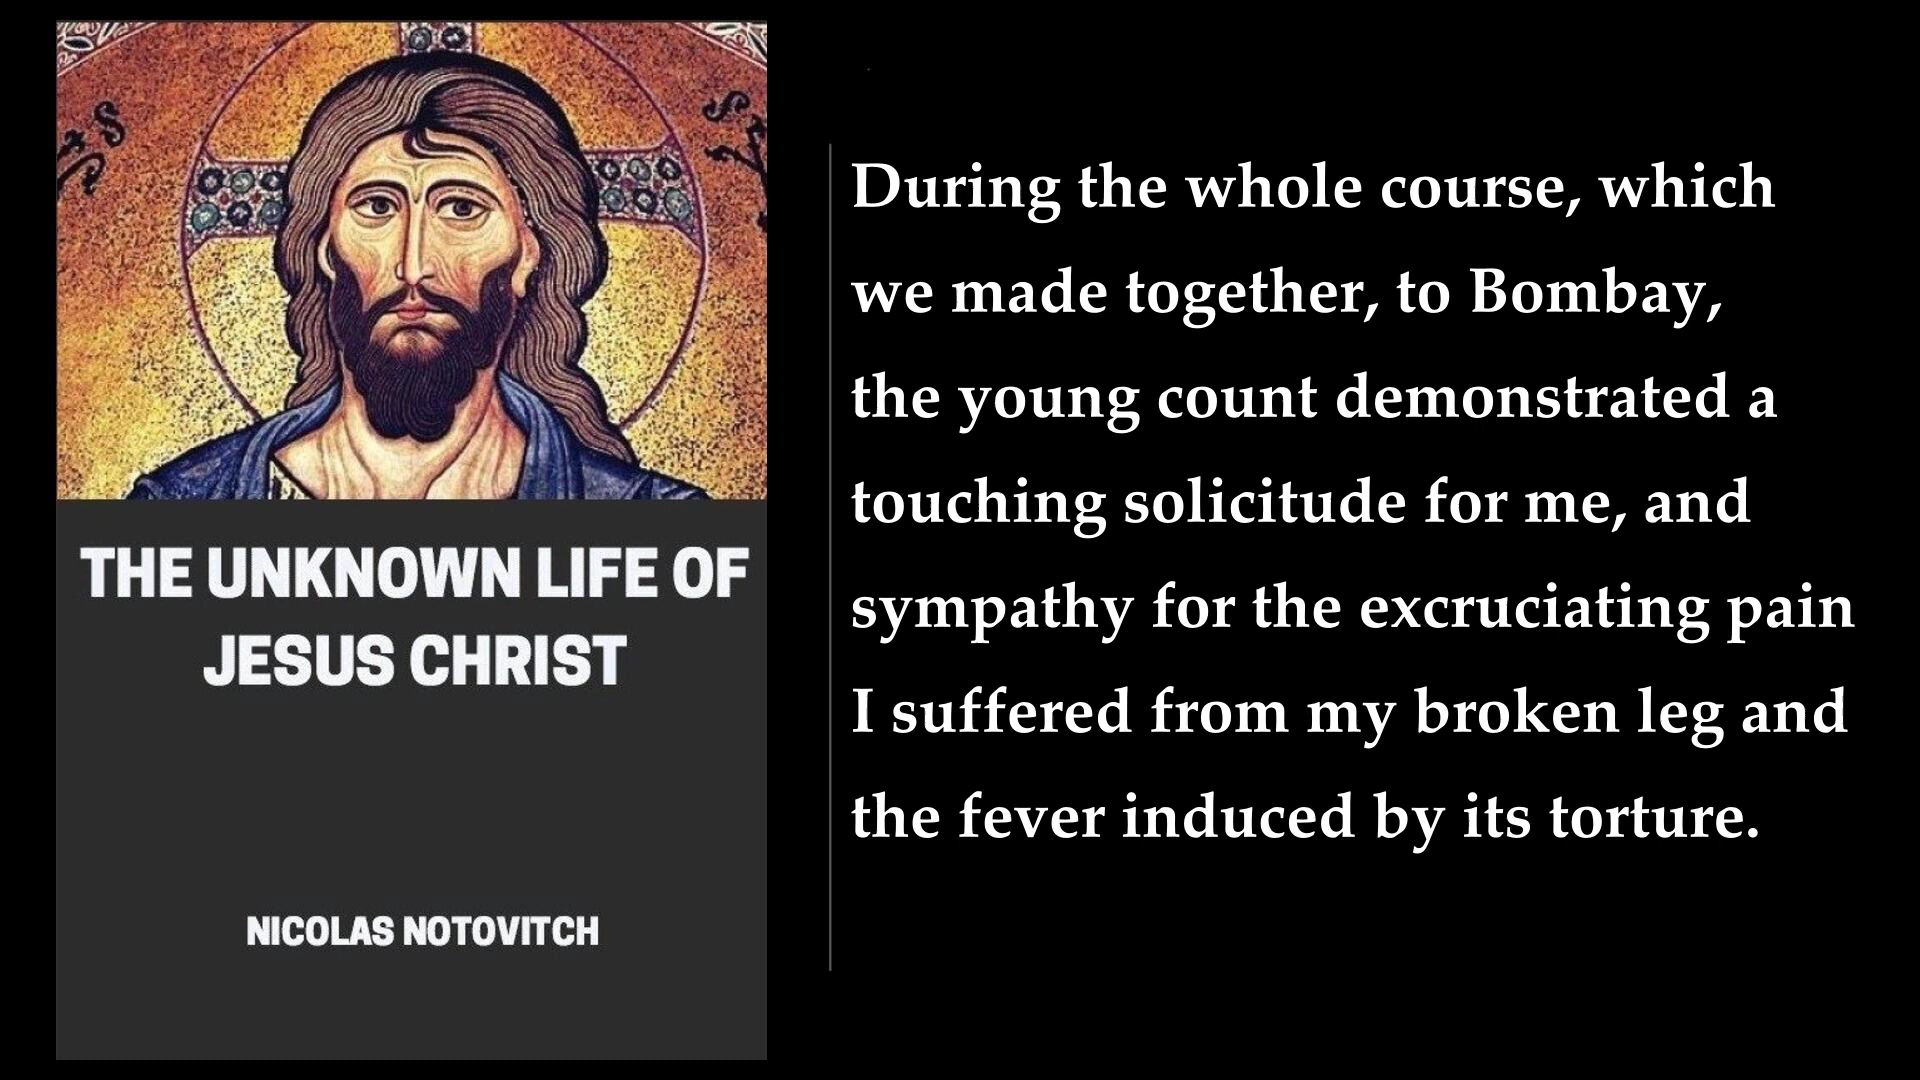 THE UNKNOWN LIFE OF
JESUS CHRIST
NICOLAS NOTOVITCH
During the whole course, which
we made together, to Bombay,
the young count demonstrated a
touching solicitude for me, and
sympathy for the excruciating pain
I suffered from my broken leg and
the fever induced by its torture.